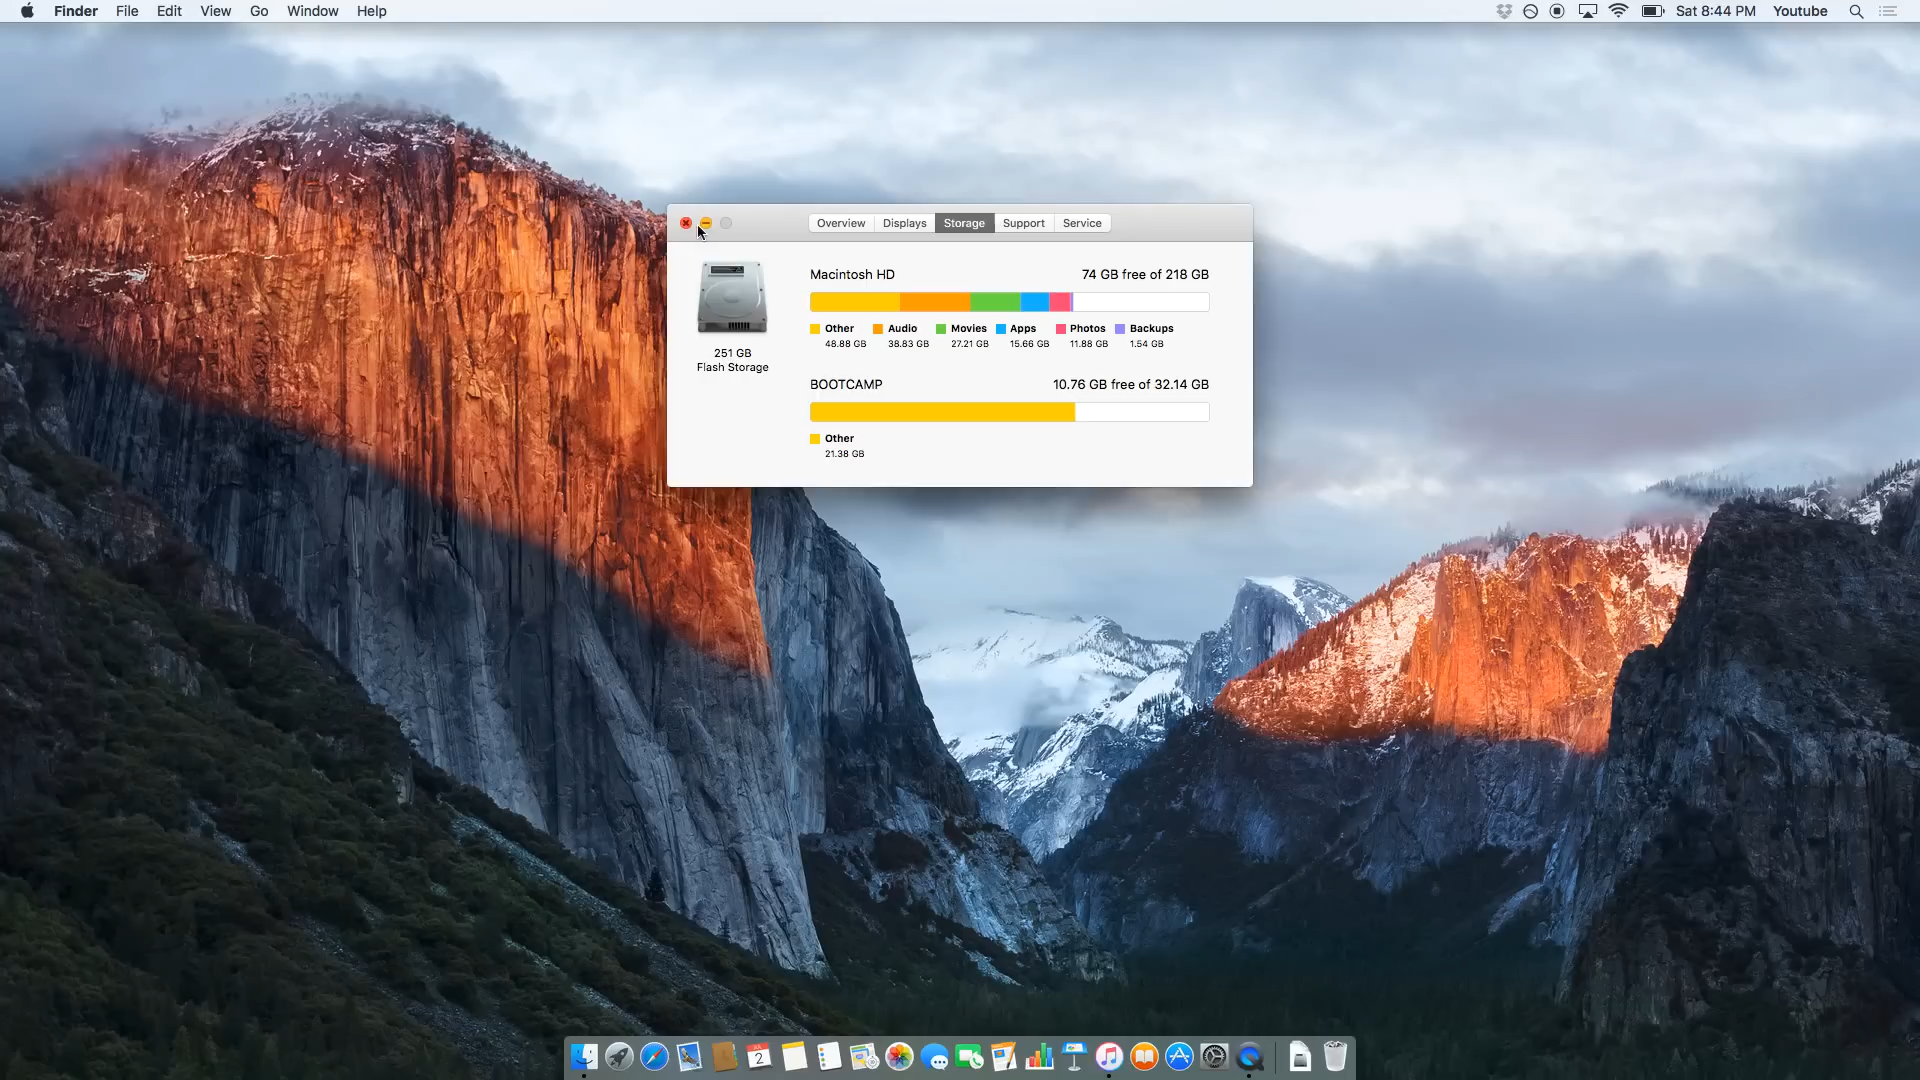 Finder File Edit View Go Window Help
Sat 8:44 PM Youtube
Overview Displays Storage Support Service
Macintosh HD 74 GB free of 218 GB
Other Audio Movies Apps Photos Backups
48.88 GB 38.83 GB 27.21 GB 15.66 GB 11.88 GB 1.54 GB
251 GB
Flash Storage
BOOTCAMP 10.76 GB free of 32.14 GB
Other
21.38 GB
JUL
2